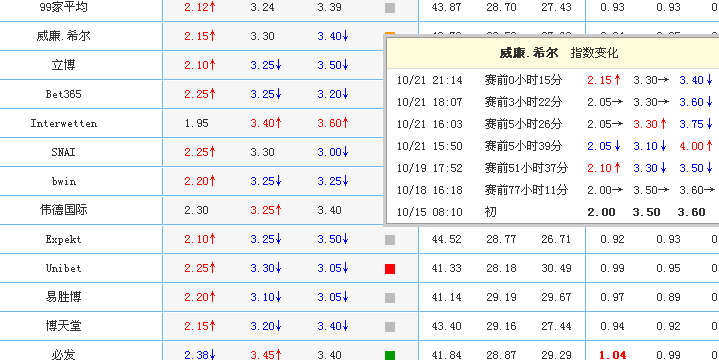 99家平均 2.12↑ 3.24 3.39 43.87 28.70 27.43 0.93 0.93 0.93
威廉.希尔 2.15↑ 3.30 3.40↓
立博 2.10↑ 3.25↓ 3.50↓
Bet365 2.25↑ 3.25↓ 3.20↓
Interwetten 1.95 3.40↑ 3.60↑
SNAI 2.25↑ 3.30 3.00↓
bwin 2.20↑ 3.25↓ 3.25↓
伟德国际 2.30 3.25↑ 3.40
威廉.希尔 指数变化
10/21 21:14 赛前0小时15分 2.15↑ 3.30→ 3.40↓
10/21 18:07 赛前3小时22分 2.05→ 3.30→ 3.60↓
10/21 16:03 赛前5小时26分 2.05→ 3.30↑ 3.75↓
10/21 15:50 赛前5小时39分 2.05↓ 3.10↓ 4.00↑
10/19 17:52 赛前51小时37分 2.10↑ 3.30↓ 3.50↓
10/18 16:18 赛前77小时11分 2.00→ 3.50→ 3.60→
10/15 08:10 初 2.00 3.50 3.60
Expekt 2.10↑ 3.25↓ 3.50↓ 44.52 28.77 26.71 0.92 0.93 0.93
Unibet 2.25↑ 3.30↓ 3.05↓ 41.33 28.18 30.49 0.99 0.95 0.93
易胜博 2.20↑ 3.10↓ 3.05↓ 41.14 29.19 29.67 0.97 0.89 0.93
博天堂 2.15↑ 3.20↓ 3.40↓ 43.40 29.16 27.44 0.94 0.92 0.93
必发 2.38↓ 3.45↑ 3.40 41.84 28.87 29.29 1.04 0.99 0.93